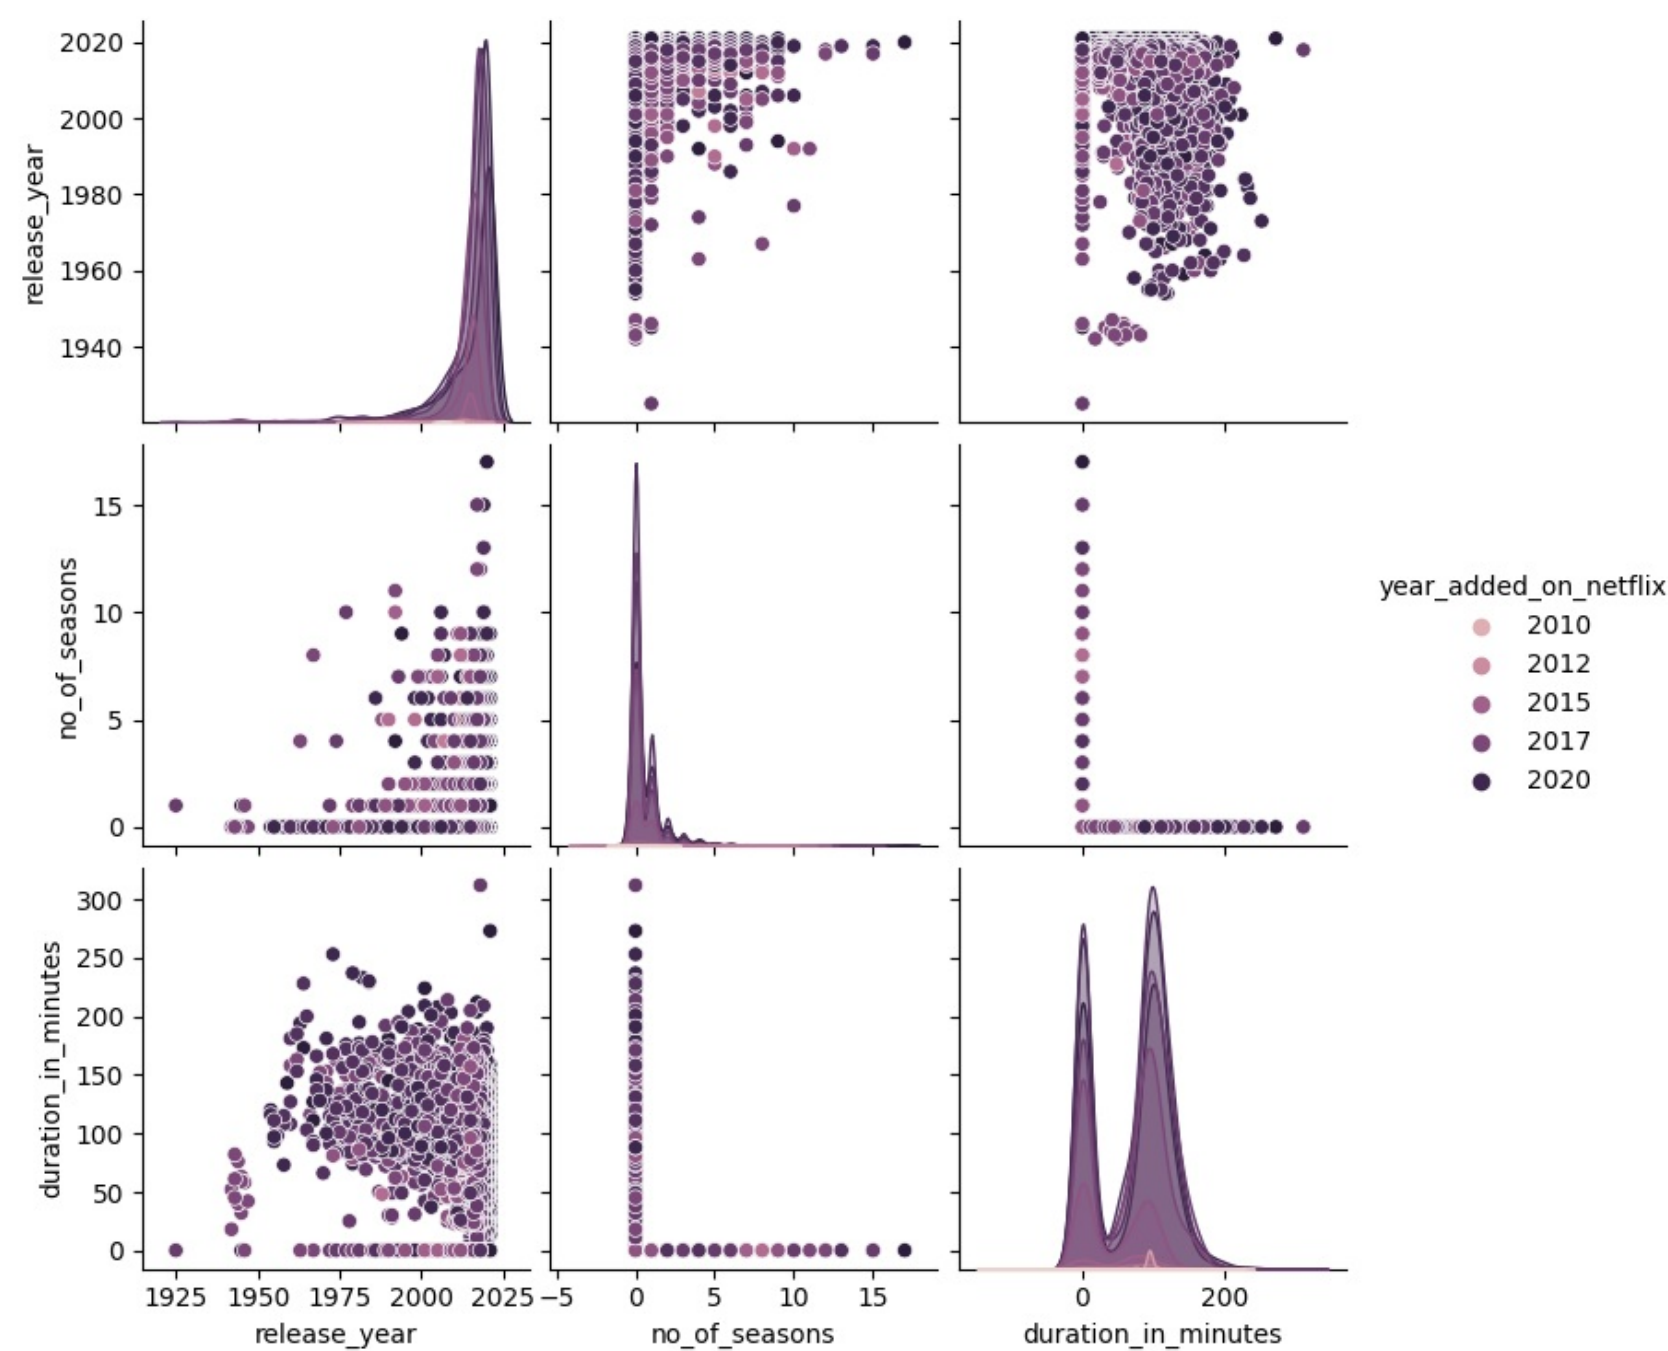 2020
2000
1980
1960
1940
release_year
15
10
5
0
no_of_seasons
year_added_on_netflix
2010
2012
2015
2017
2020
300
250
200
150
100
50
0
duration_in_minutes
1925 1950 1975 2000 2025
release_year
−5 0 5 10 15
no_of_seasons
0 200
duration_in_minutes